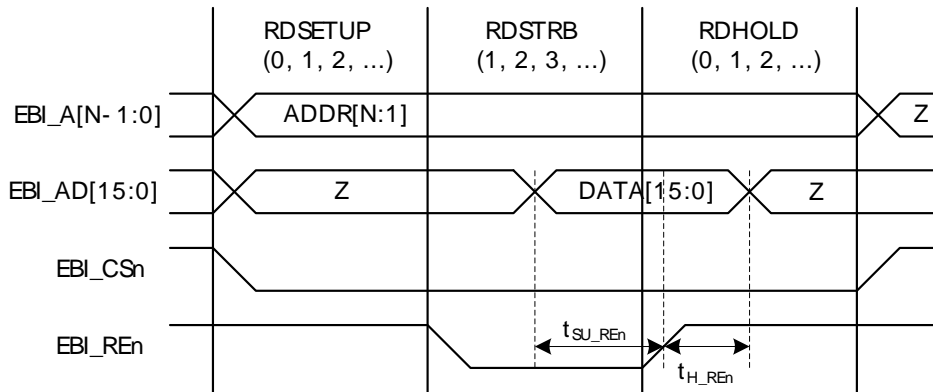 RDSETUP
(0, 1, 2, ...)
RDSTRB
(1, 2, 3, ...)
RDHOLD
(0, 1, 2, ...)
EBI_A[N-1:0]
ADDR[N:1]
Z
EBI_AD[15:0]
Z
DATA[15:0]
Z
EBI_CSn
EBI_REn
tSU_REn
tH_REn